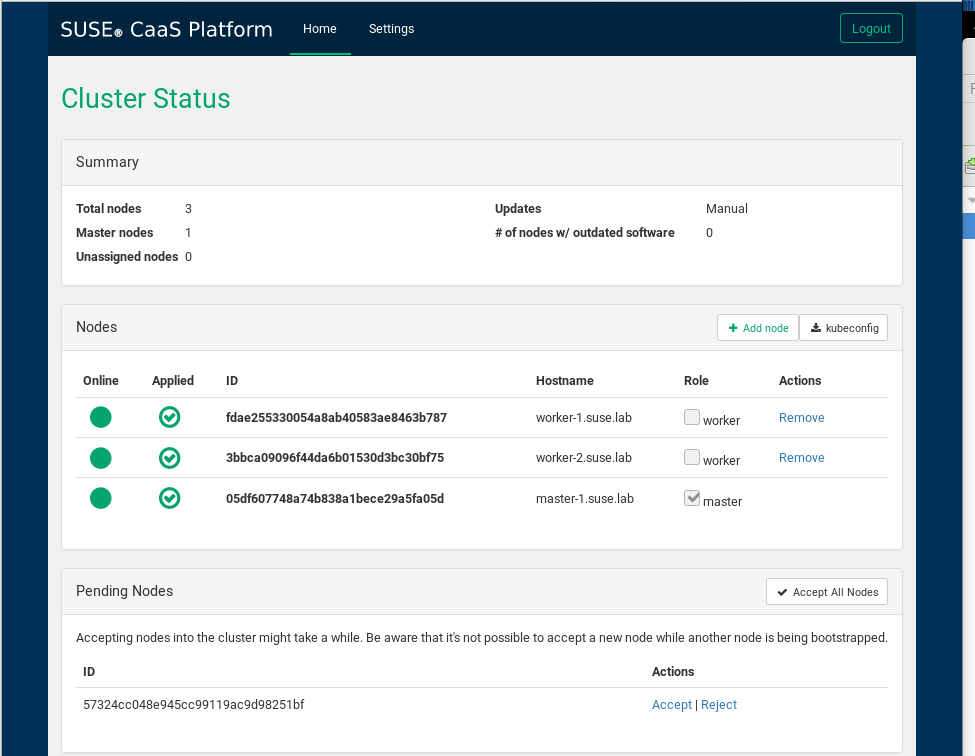 SUSE® CaaS Platform Home Settings Logout
Cluster Status
Summary
Total nodes 3 Updates Manual
Master nodes 1 # of nodes w/ outdated software 0
Unassigned nodes 0
Nodes Add node kubeconfig
Online Applied ID Hostname Role Actions
fdae255330054a8ab40583ae8463b787 worker-1.suse.lab worker Remove
3bbca09096f44da6b01530d3bc30bf75 worker-2.suse.lab worker Remove
05df607748a74b838a1bece29a5fa05d master-1.suse.lab master
Pending Nodes Accept All Nodes
Accepting nodes into the cluster might take a while. Be aware that it's not possible to accept a new node while another node is being bootstrapped.
ID Actions
57324cc048e945cc99119ac9d98251bf Accept | Reject